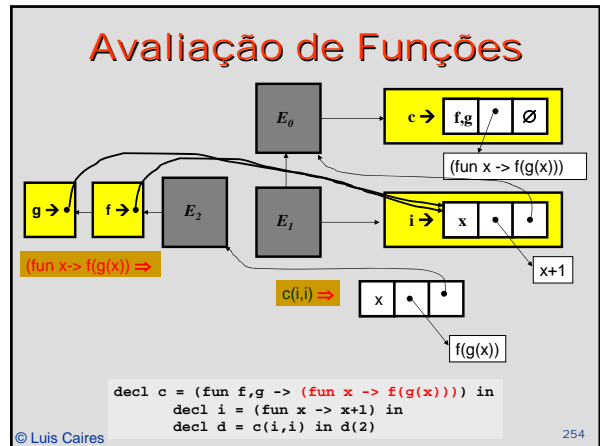 Avaliação de Funções
E0
c → f,g Ø
(fun x -> f(g(x)))
g → f → E2
E1
i → x
(fun x-> f(g(x)) ⇒
x+1
c(i,i) ⇒
x
f(g(x))
decl c = (fun f,g -> (fun x -> f(g(x)))) in
decl i = (fun x -> x+1) in
decl d = c(i,i) in d(2)
© Luis Caires
254